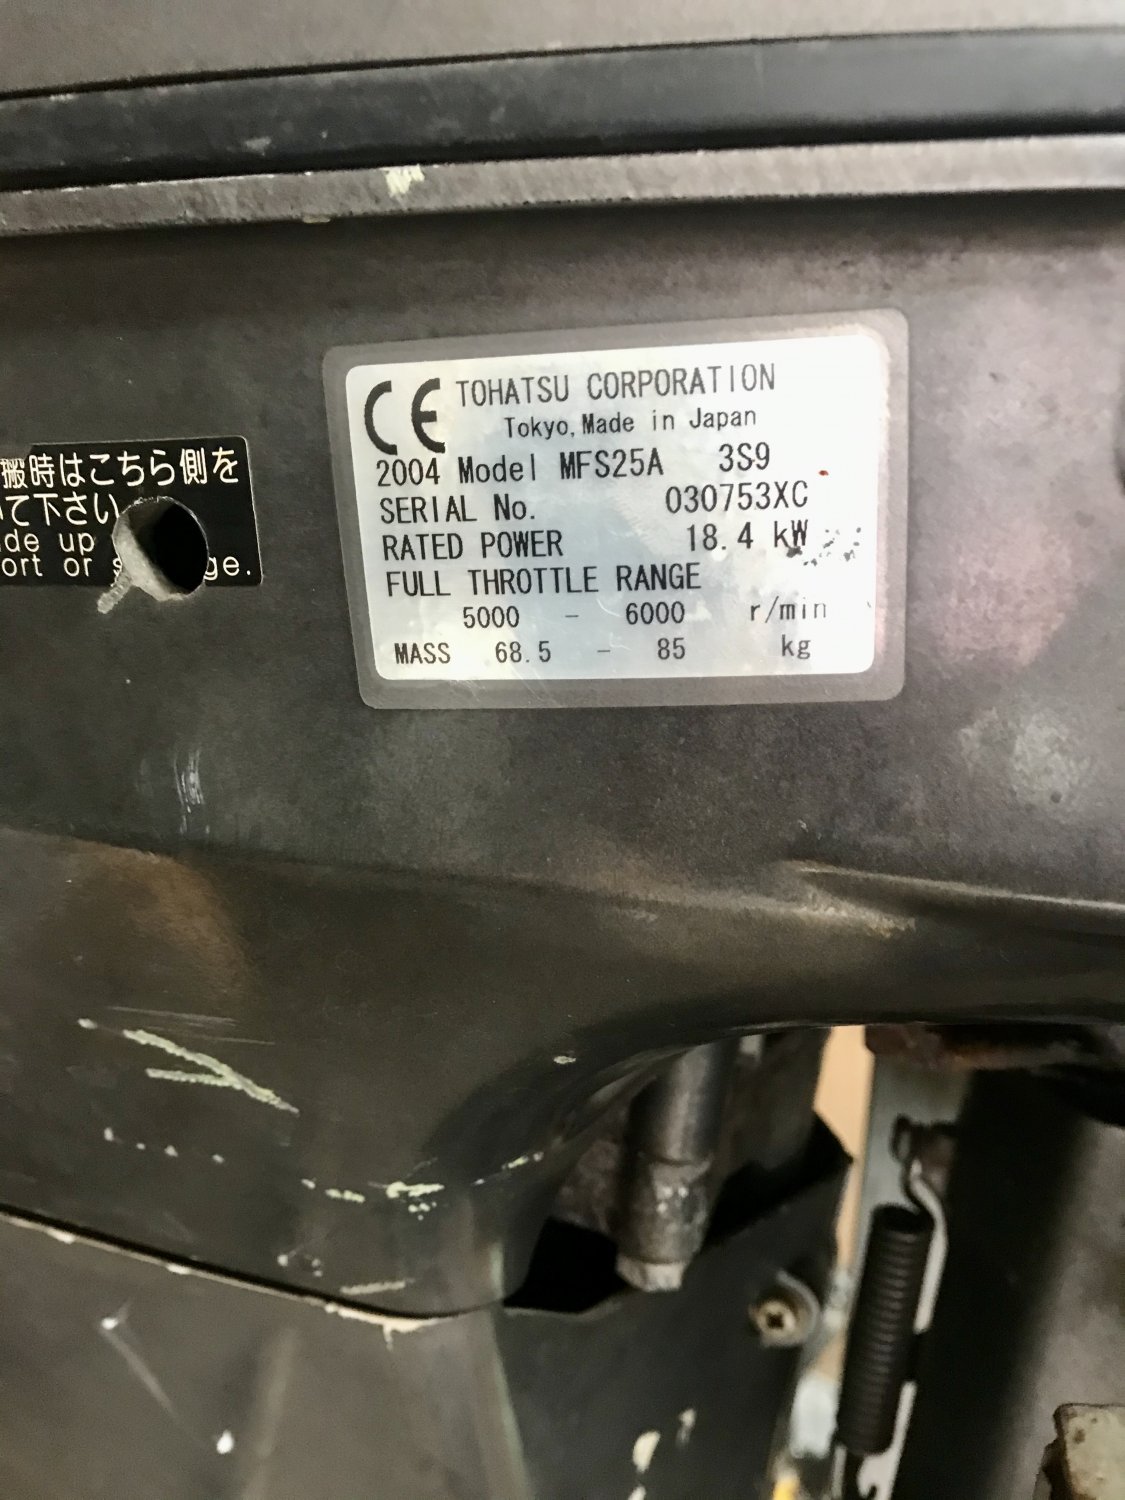 搬時はこちら側を
て下さい
de up
ort or
ge.
CE TOHATSU CORPORATION
Tokyo, Made in Japan
2004 Model MFS25A 3S9
SERIAL No. 030753XC
RATED POWER 18.4 kW
FULL THROTTLE RANGE
5000 - 6000 r/min
MASS 68.5 - 85 kg